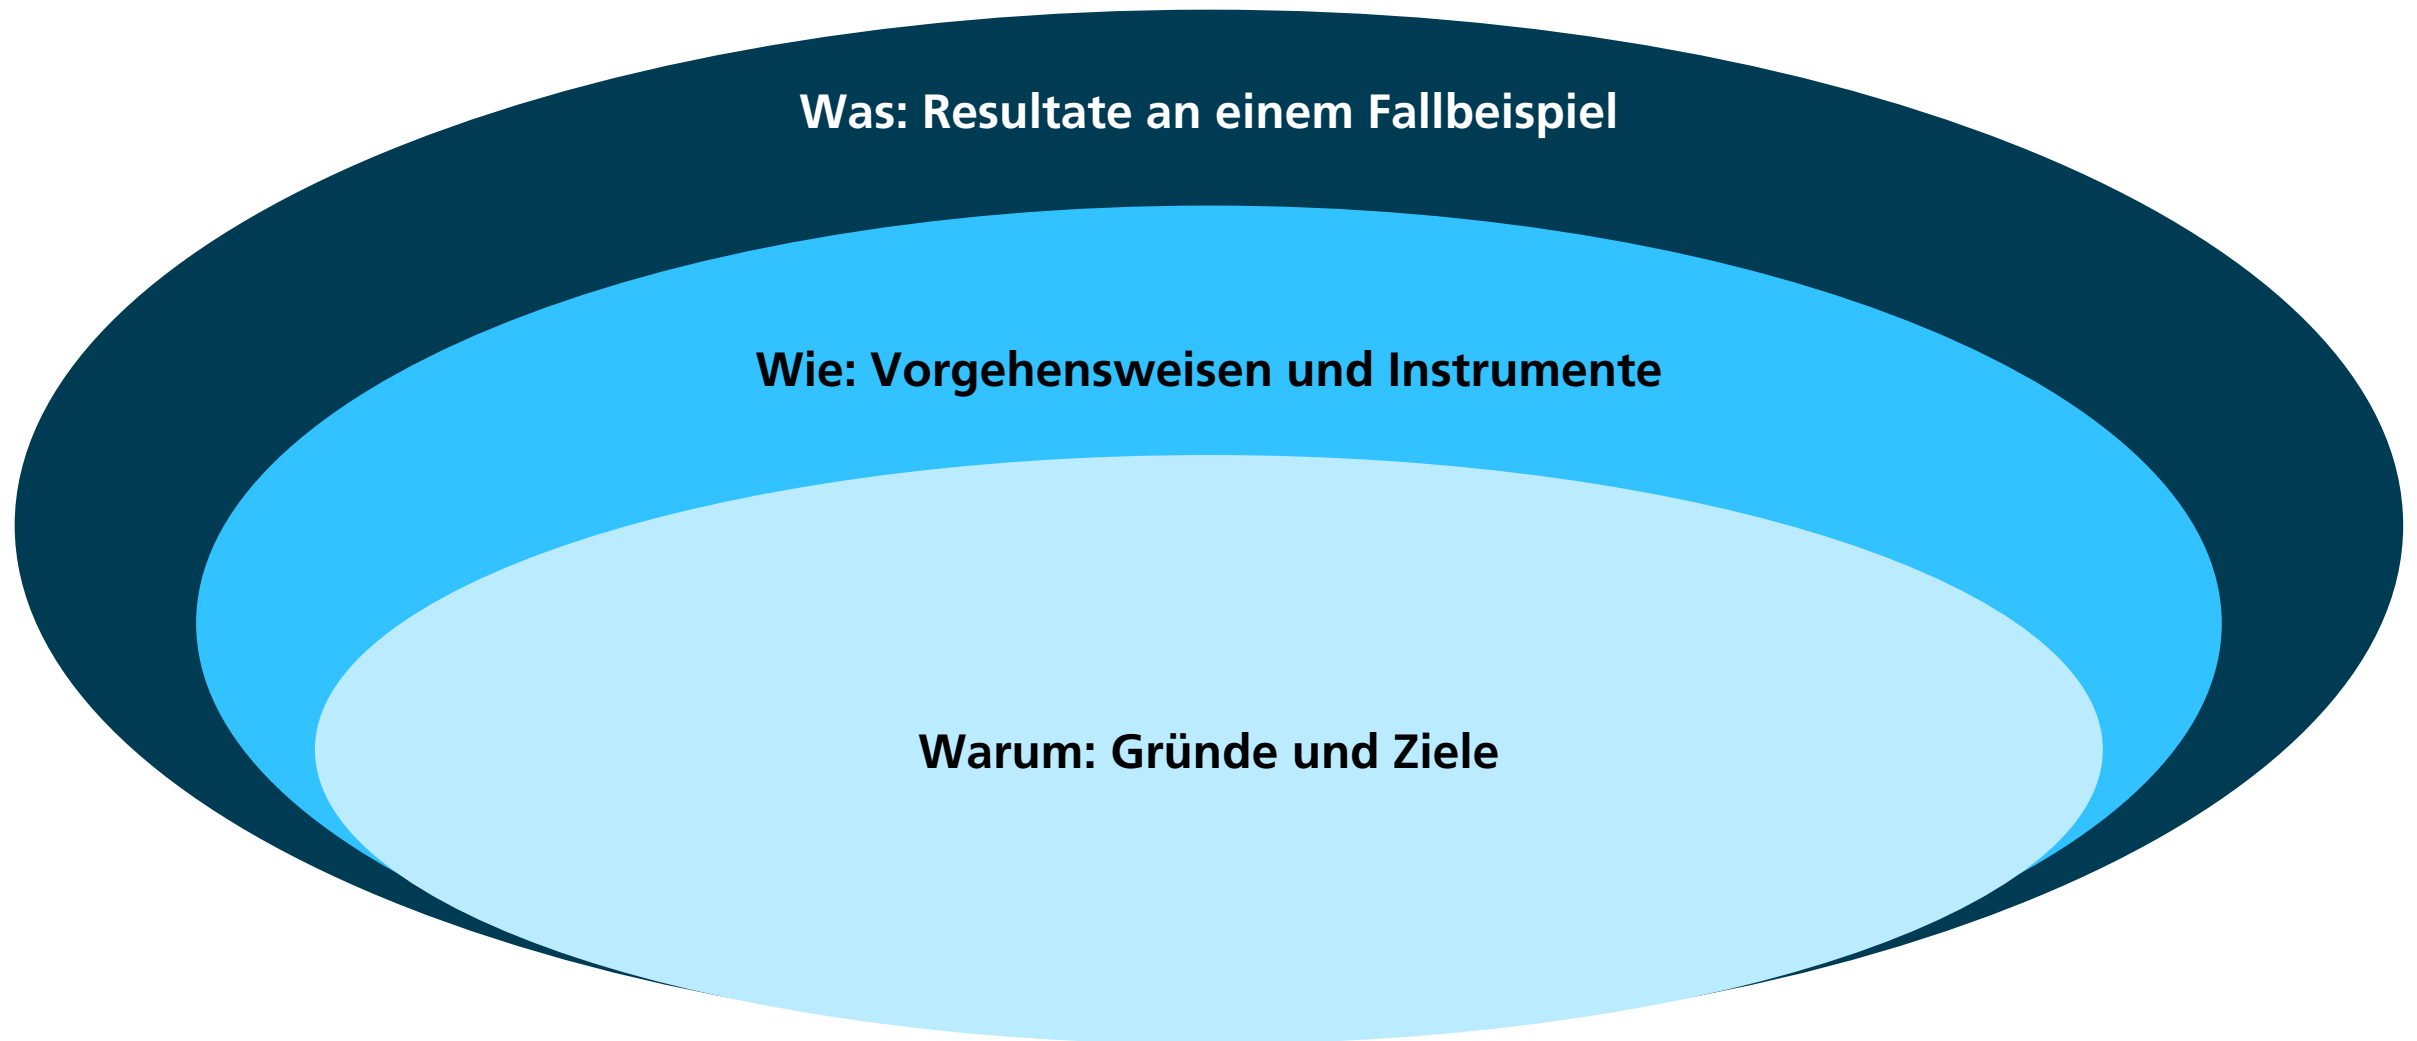 Was: Resultate an einem Fallbeispiel
Wie: Vorgehensweisen und Instrumente
Warum: Gründe und Ziele